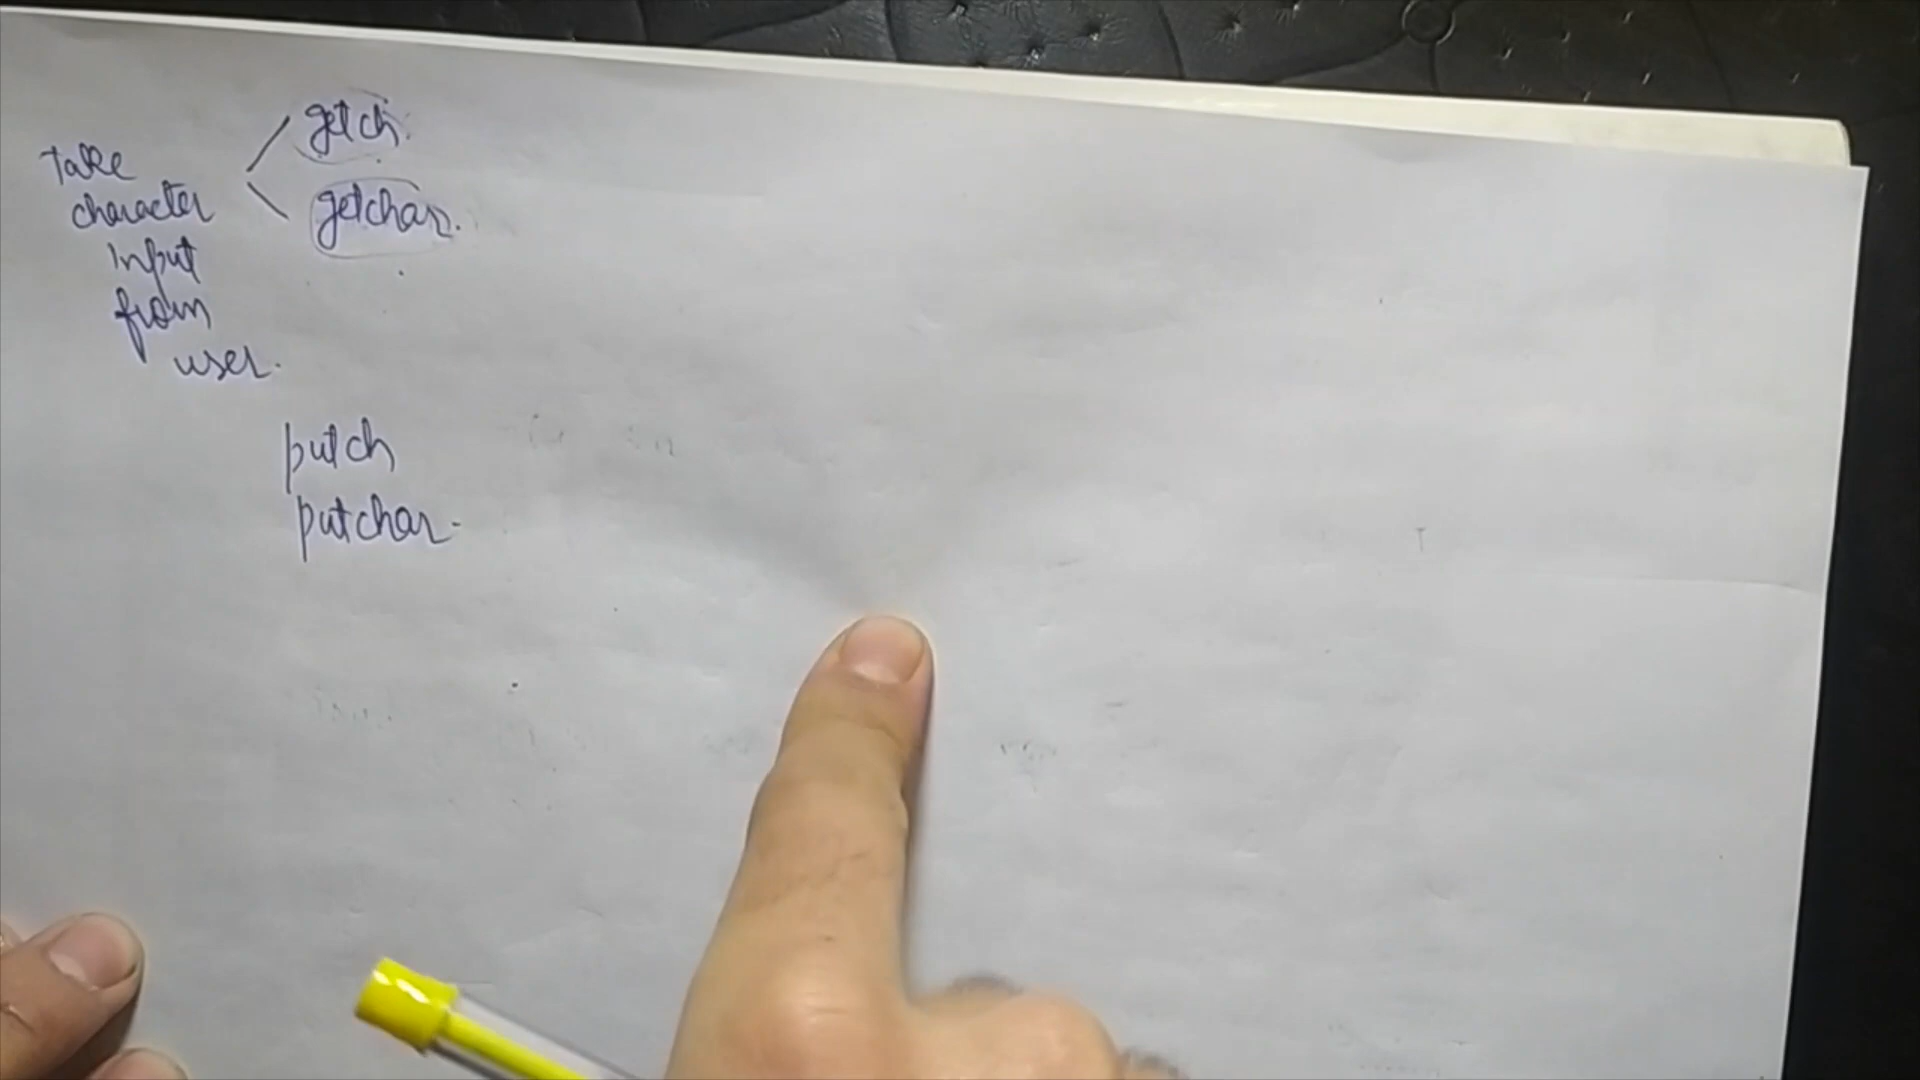 Take
character
Input
from
user.
getch.
getchar.
putch
putchar.